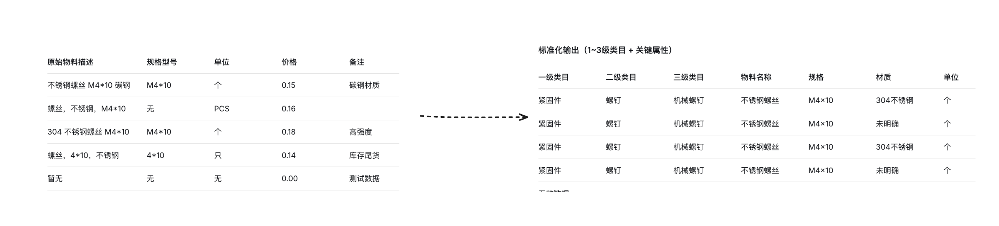 原始物料描述 规格型号 单位 价格 备注
不锈钢螺丝 M4*10 碳钢 M4*10 个 0.15 碳钢材质
螺丝，不锈钢，M4*10 无 PCS 0.16
304 不锈钢螺丝 M4*10 M4*10 个 0.18 高强度
螺丝，4*10，不锈钢 4*10 只 0.14 库存尾货
暂无 无 无 0.00 测试数据
标准化输出（1~3级类目 + 关键属性）
一级类目 二级类目 三级类目 物料名称 规格 材质 单位
紧固件 螺钉 机械螺钉 不锈钢螺丝 M4×10 304不锈钢 个
紧固件 螺钉 机械螺钉 不锈钢螺丝 M4×10 未明确 个
紧固件 螺钉 机械螺钉 不锈钢螺丝 M4×10 304不锈钢 个
紧固件 螺钉 机械螺钉 不锈钢螺丝 M4×10 未明确 个